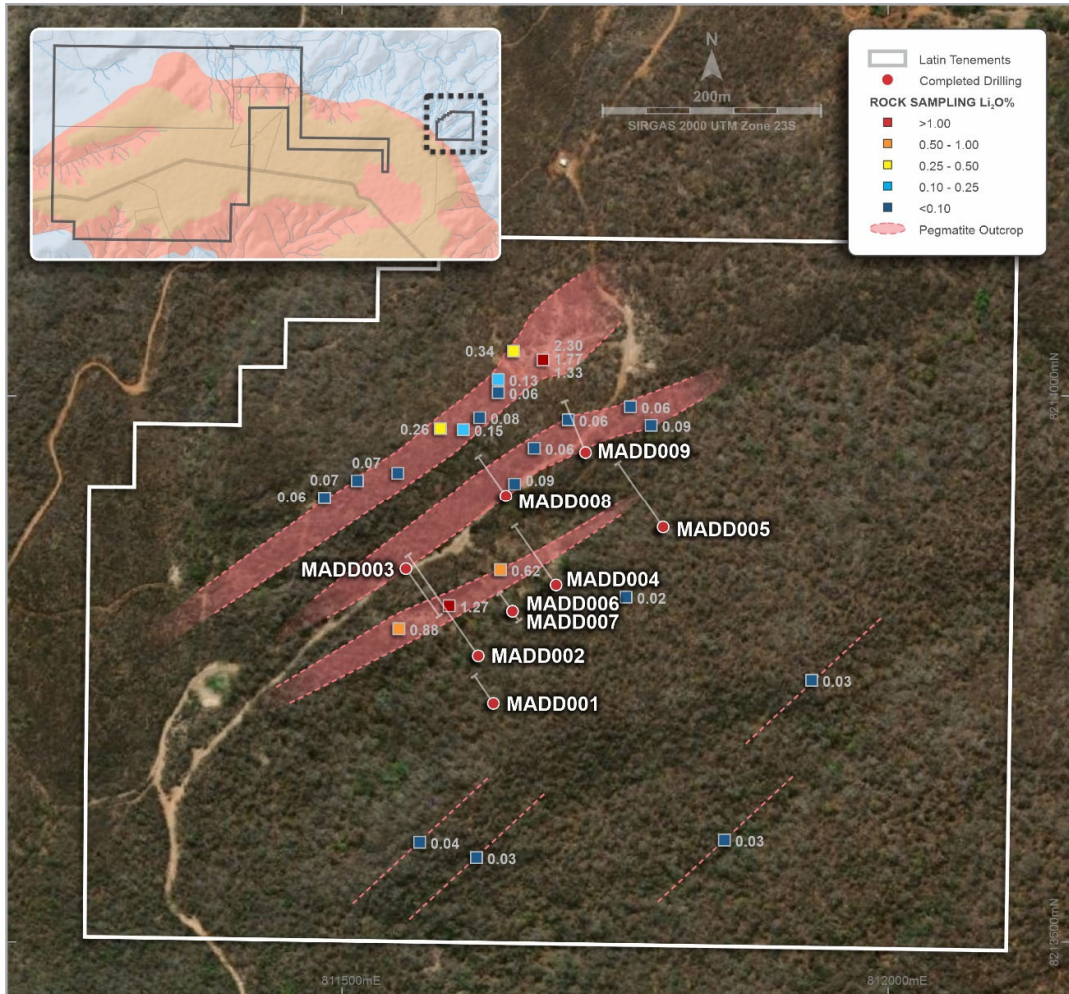 N
200m
SIRGAS 2000 UTM Zone 23S
Latin Tenements
Completed Drilling
ROCK SAMPLING Li₂O%
>1.00
0.50 - 1.00
0.25 - 0.50
0.10 - 0.25
<0.10
Pegmatite Outcrop
0.34
2.30
1.77
1.33
0.13
0.06
0.08
0.26
0.15
0.07
0.07
0.06
0.06
0.06
0.09
0.06
0.09
MADD009
MADD008
MADD005
MADD003
0.62
MADD004
0.02
MADD006
MADD007
1.27
0.88
MADD002
MADD001
0.03
0.04
0.03
0.03
8214000mN
8213500mN
811500mE
812000mE